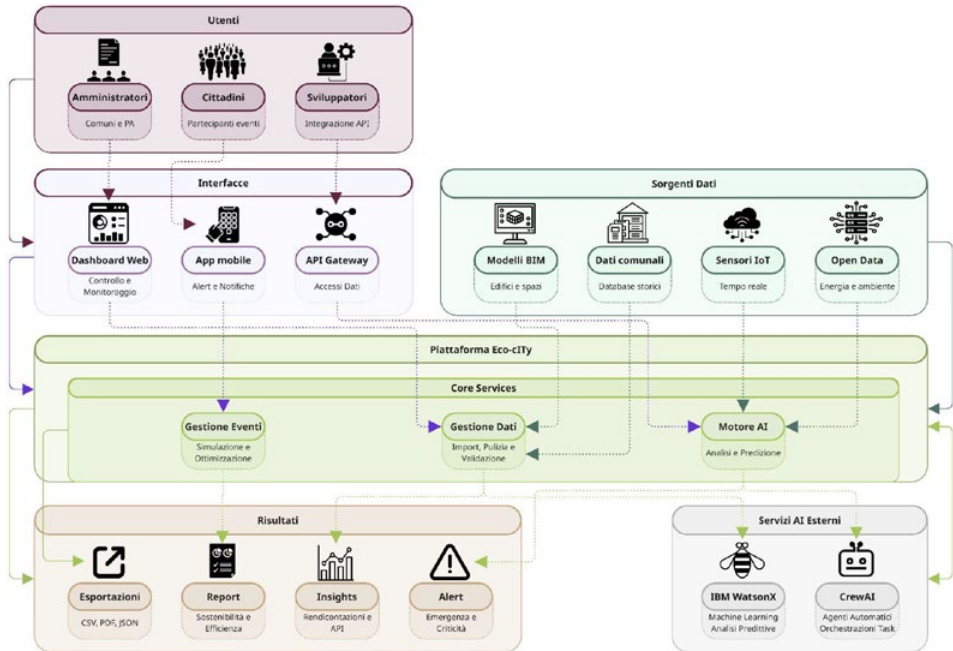 Utenti
Amministratori
Comuni e PA
Cittadini
Partecipanti eventi
Sviluppatori
Integrazione API
Interfacce
Dashboard Web
Controllo e
Monitoraggio
App mobile
Alert e Notifiche
API Gateway
Accessi Dati
Sorgenti Dati
Modelli BIM
Edifici e spazi
Dati comunali
Database storici
Sensori IoT
Tempo reale
Open Data
Energia e ambiente
Piattaforma Eco-cITy
Core Services
Gestione Eventi
Simulazione e
Ottimizzazione
Gestione Dati
Import, Pulizia e
Validazione
Motore AI
Analisi e Predizione
Risultati
Esportazioni
CSV, PDF, JSON
Report
Sostenibilità e
Efficienza
Insights
Rendicontazioni e
API
Alert
Emergenza e
Criticità
Servizi AI Esterni
IBM WatsonX
Machine Learning
Analisi Predittive
CrewAI
Agenti Automatici
Orchestrazioni Task